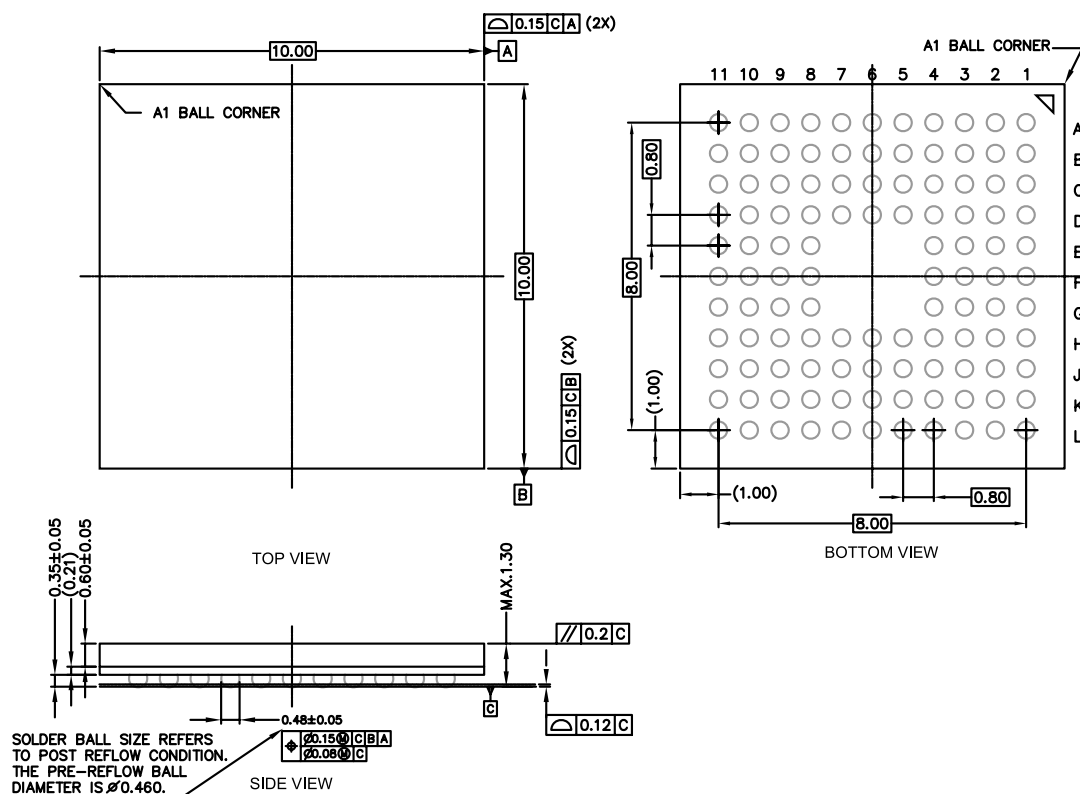 ⌓ 0.15 C A (2X)
10.00
A
A1 BALL CORNER
10.00
⌓ 0.15 C B (2X)
B
TOP VIEW
A1 BALL CORNER
11 10 9 8 7 6 5 4 3 2 1
A
B
C
D
E
F
G
H
J
K
L
0.80
8.00
(1.00)
(1.00)
0.80
8.00
BOTTOM VIEW
0.35±0.05
(0.21)
0.60±0.05
MAX.1.30
// 0.2 C
C
⌓ 0.12 C
0.48±0.05
⌖ Ø0.15 Ⓜ C B A
Ø0.08 Ⓜ C
SOLDER BALL SIZE REFERS
TO POST REFLOW CONDITION.
THE PRE-REFLOW BALL
DIAMETER IS Ø0.460.
SIDE VIEW